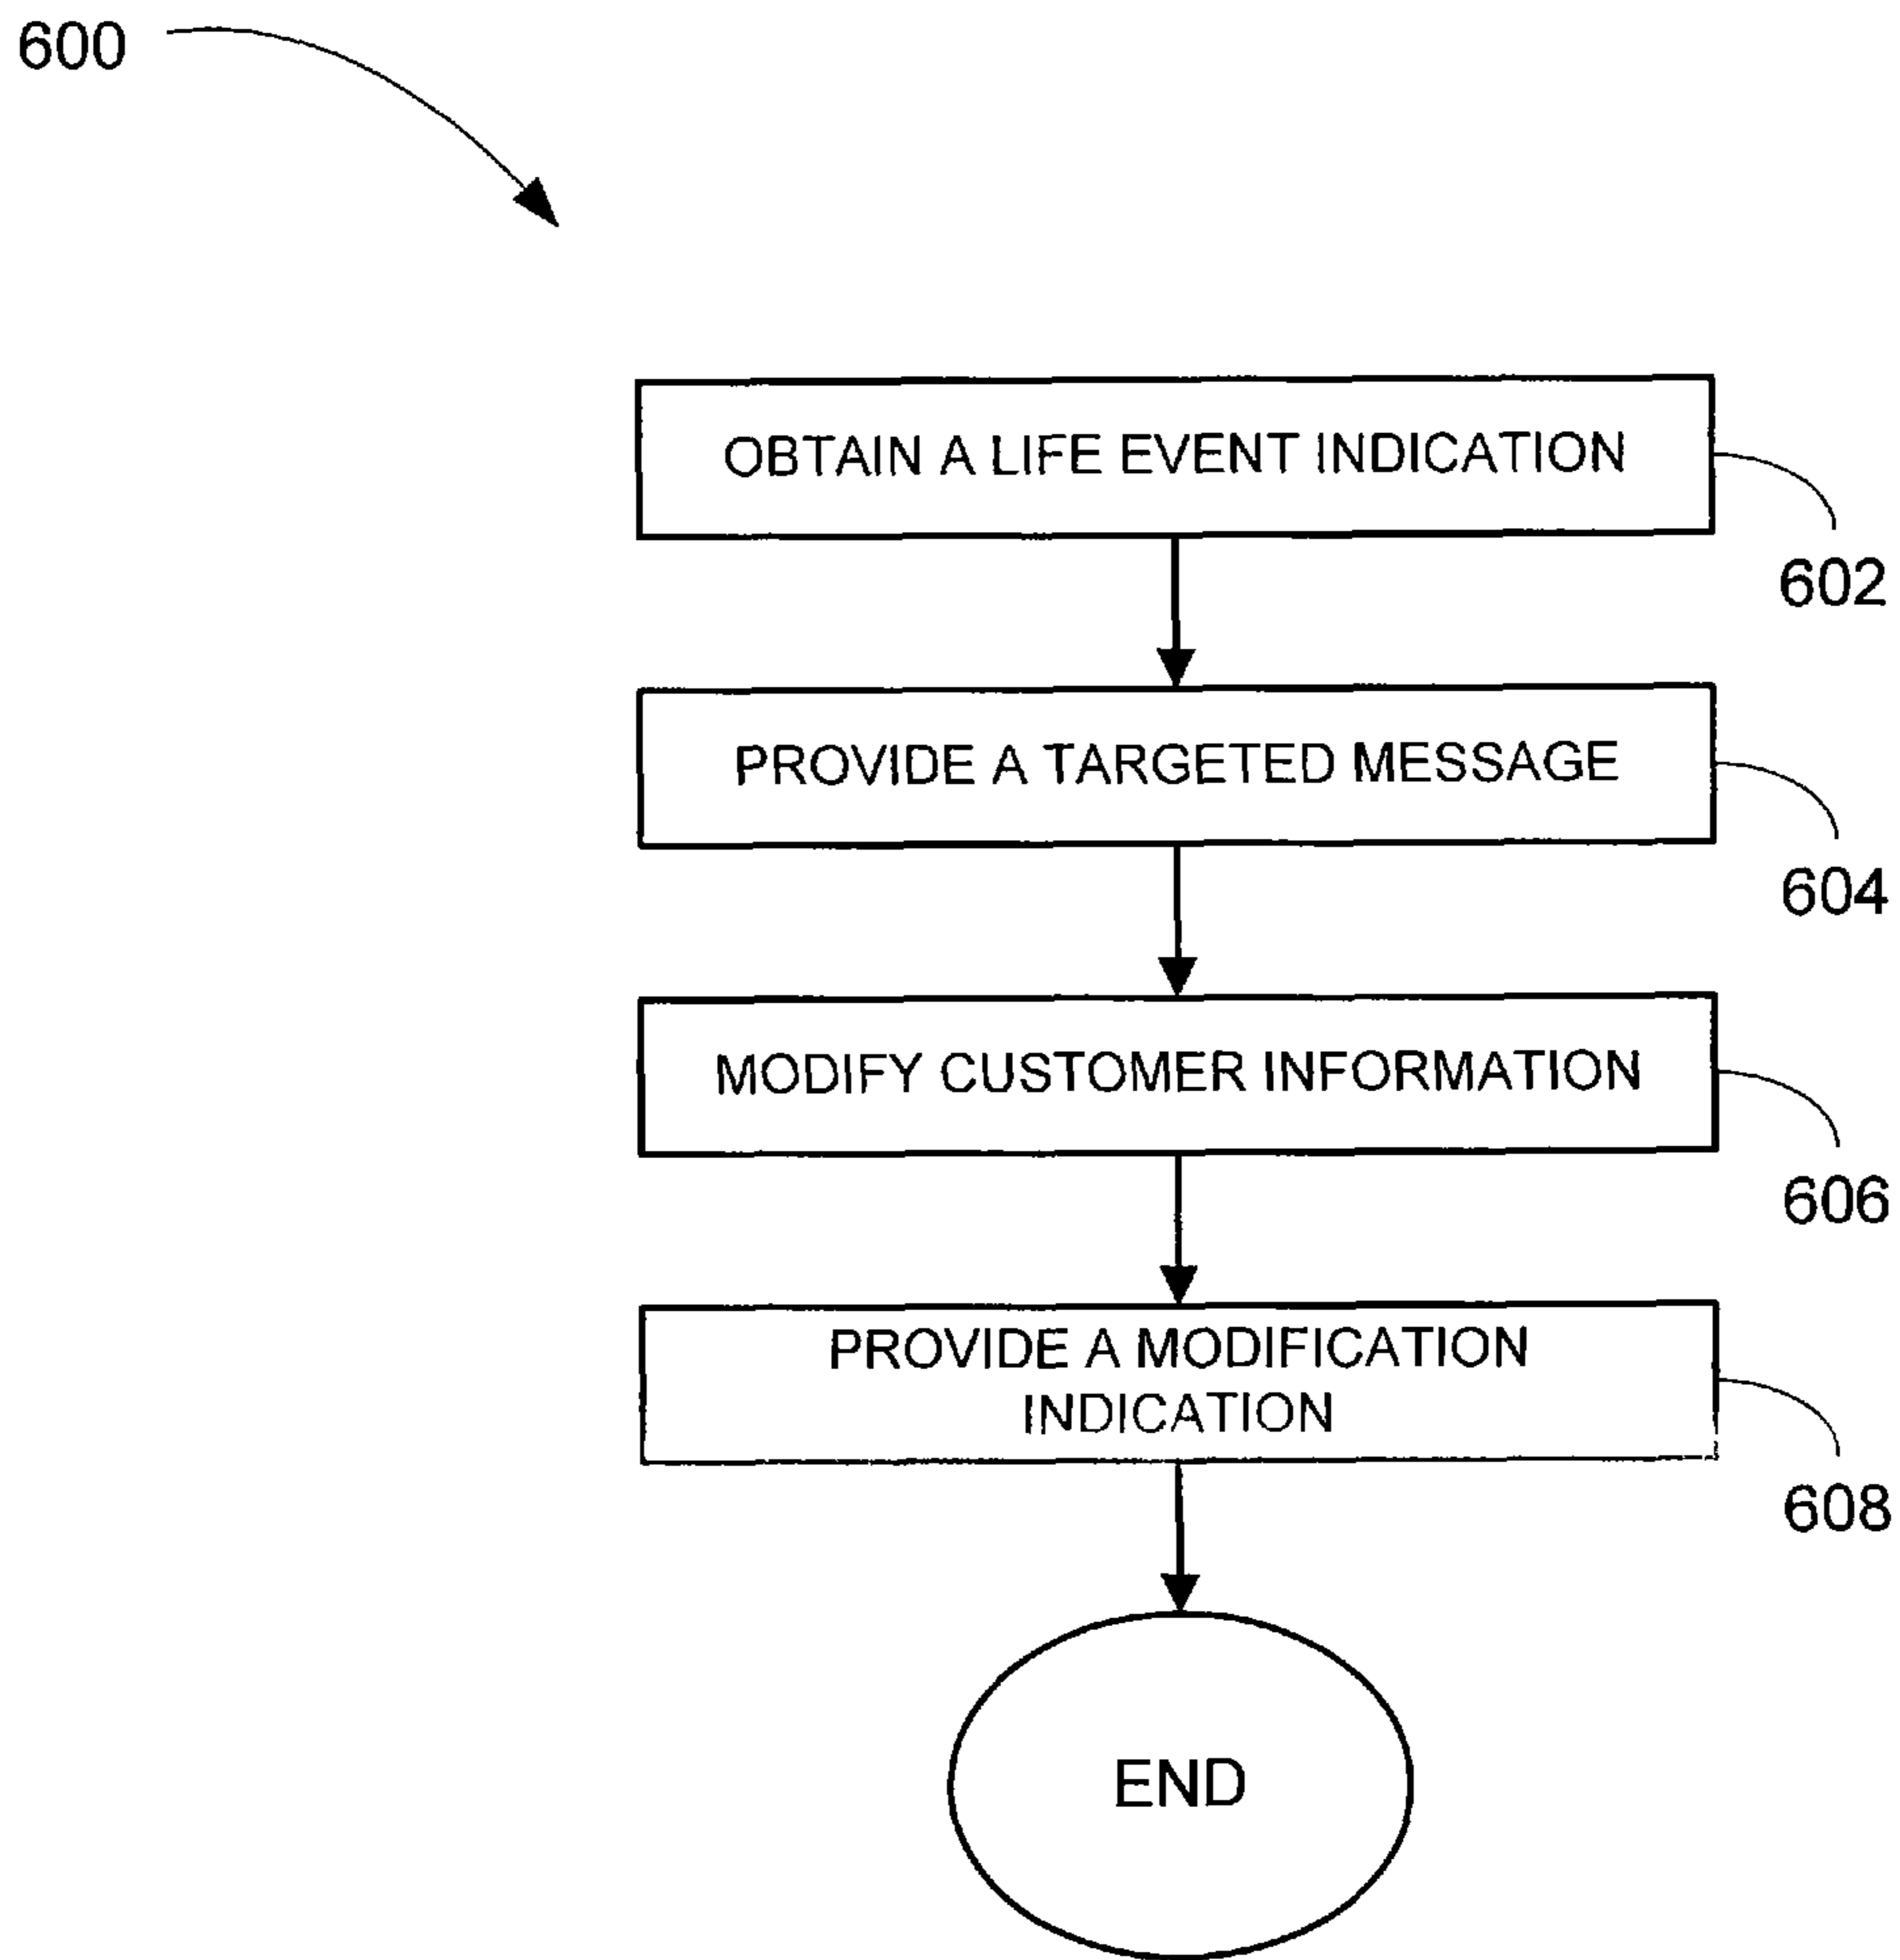 600
OBTAIN A LIFE EVENT INDICATION
602
PROVIDE A TARGETED MESSAGE
604
MODIFY CUSTOMER INFORMATION
606
PROVIDE A MODIFICATION
INDICATION
608
END